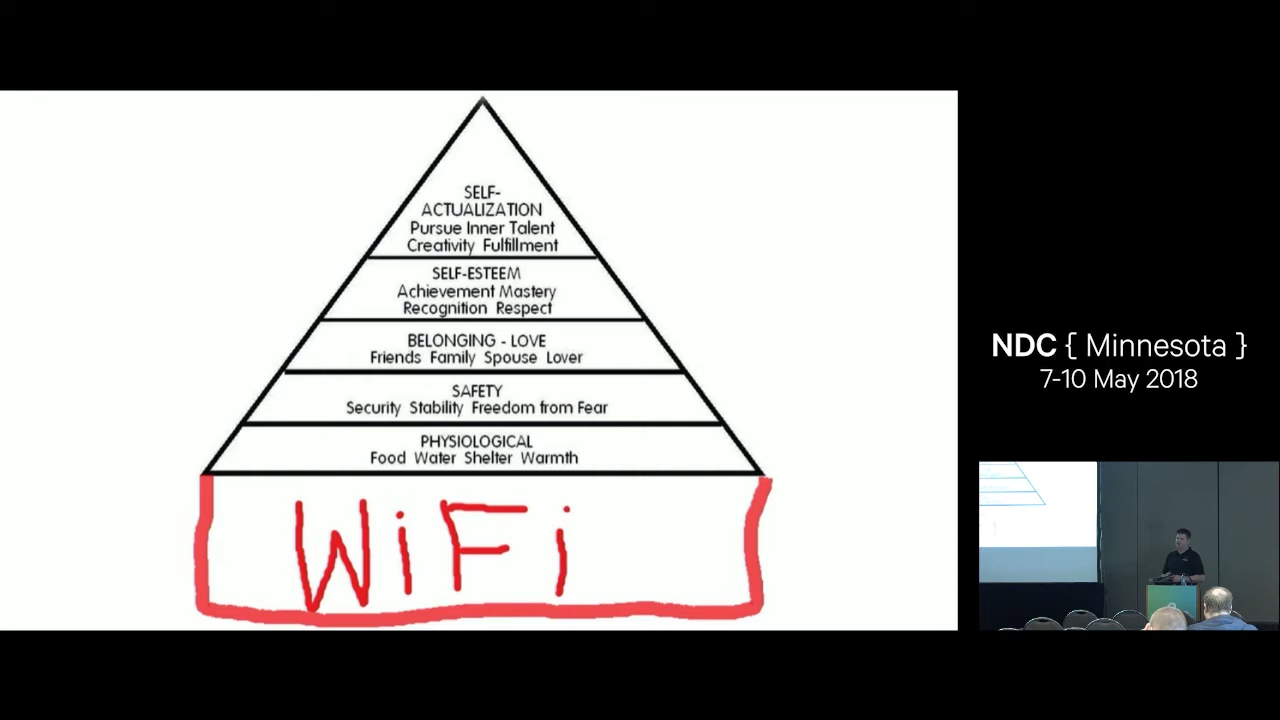 SELF-
ACTUALIZATION
Pursue Inner Talent
Creativity Fulfillment
SELF-ESTEEM
Achievement Mastery
Recognition Respect
BELONGING - LOVE
Friends Family Spouse Lover
SAFETY
Security Stability Freedom from Fear
PHYSIOLOGICAL
Food Water Shelter Warmth
WiFi
NDC { Minnesota }
7-10 May 2018